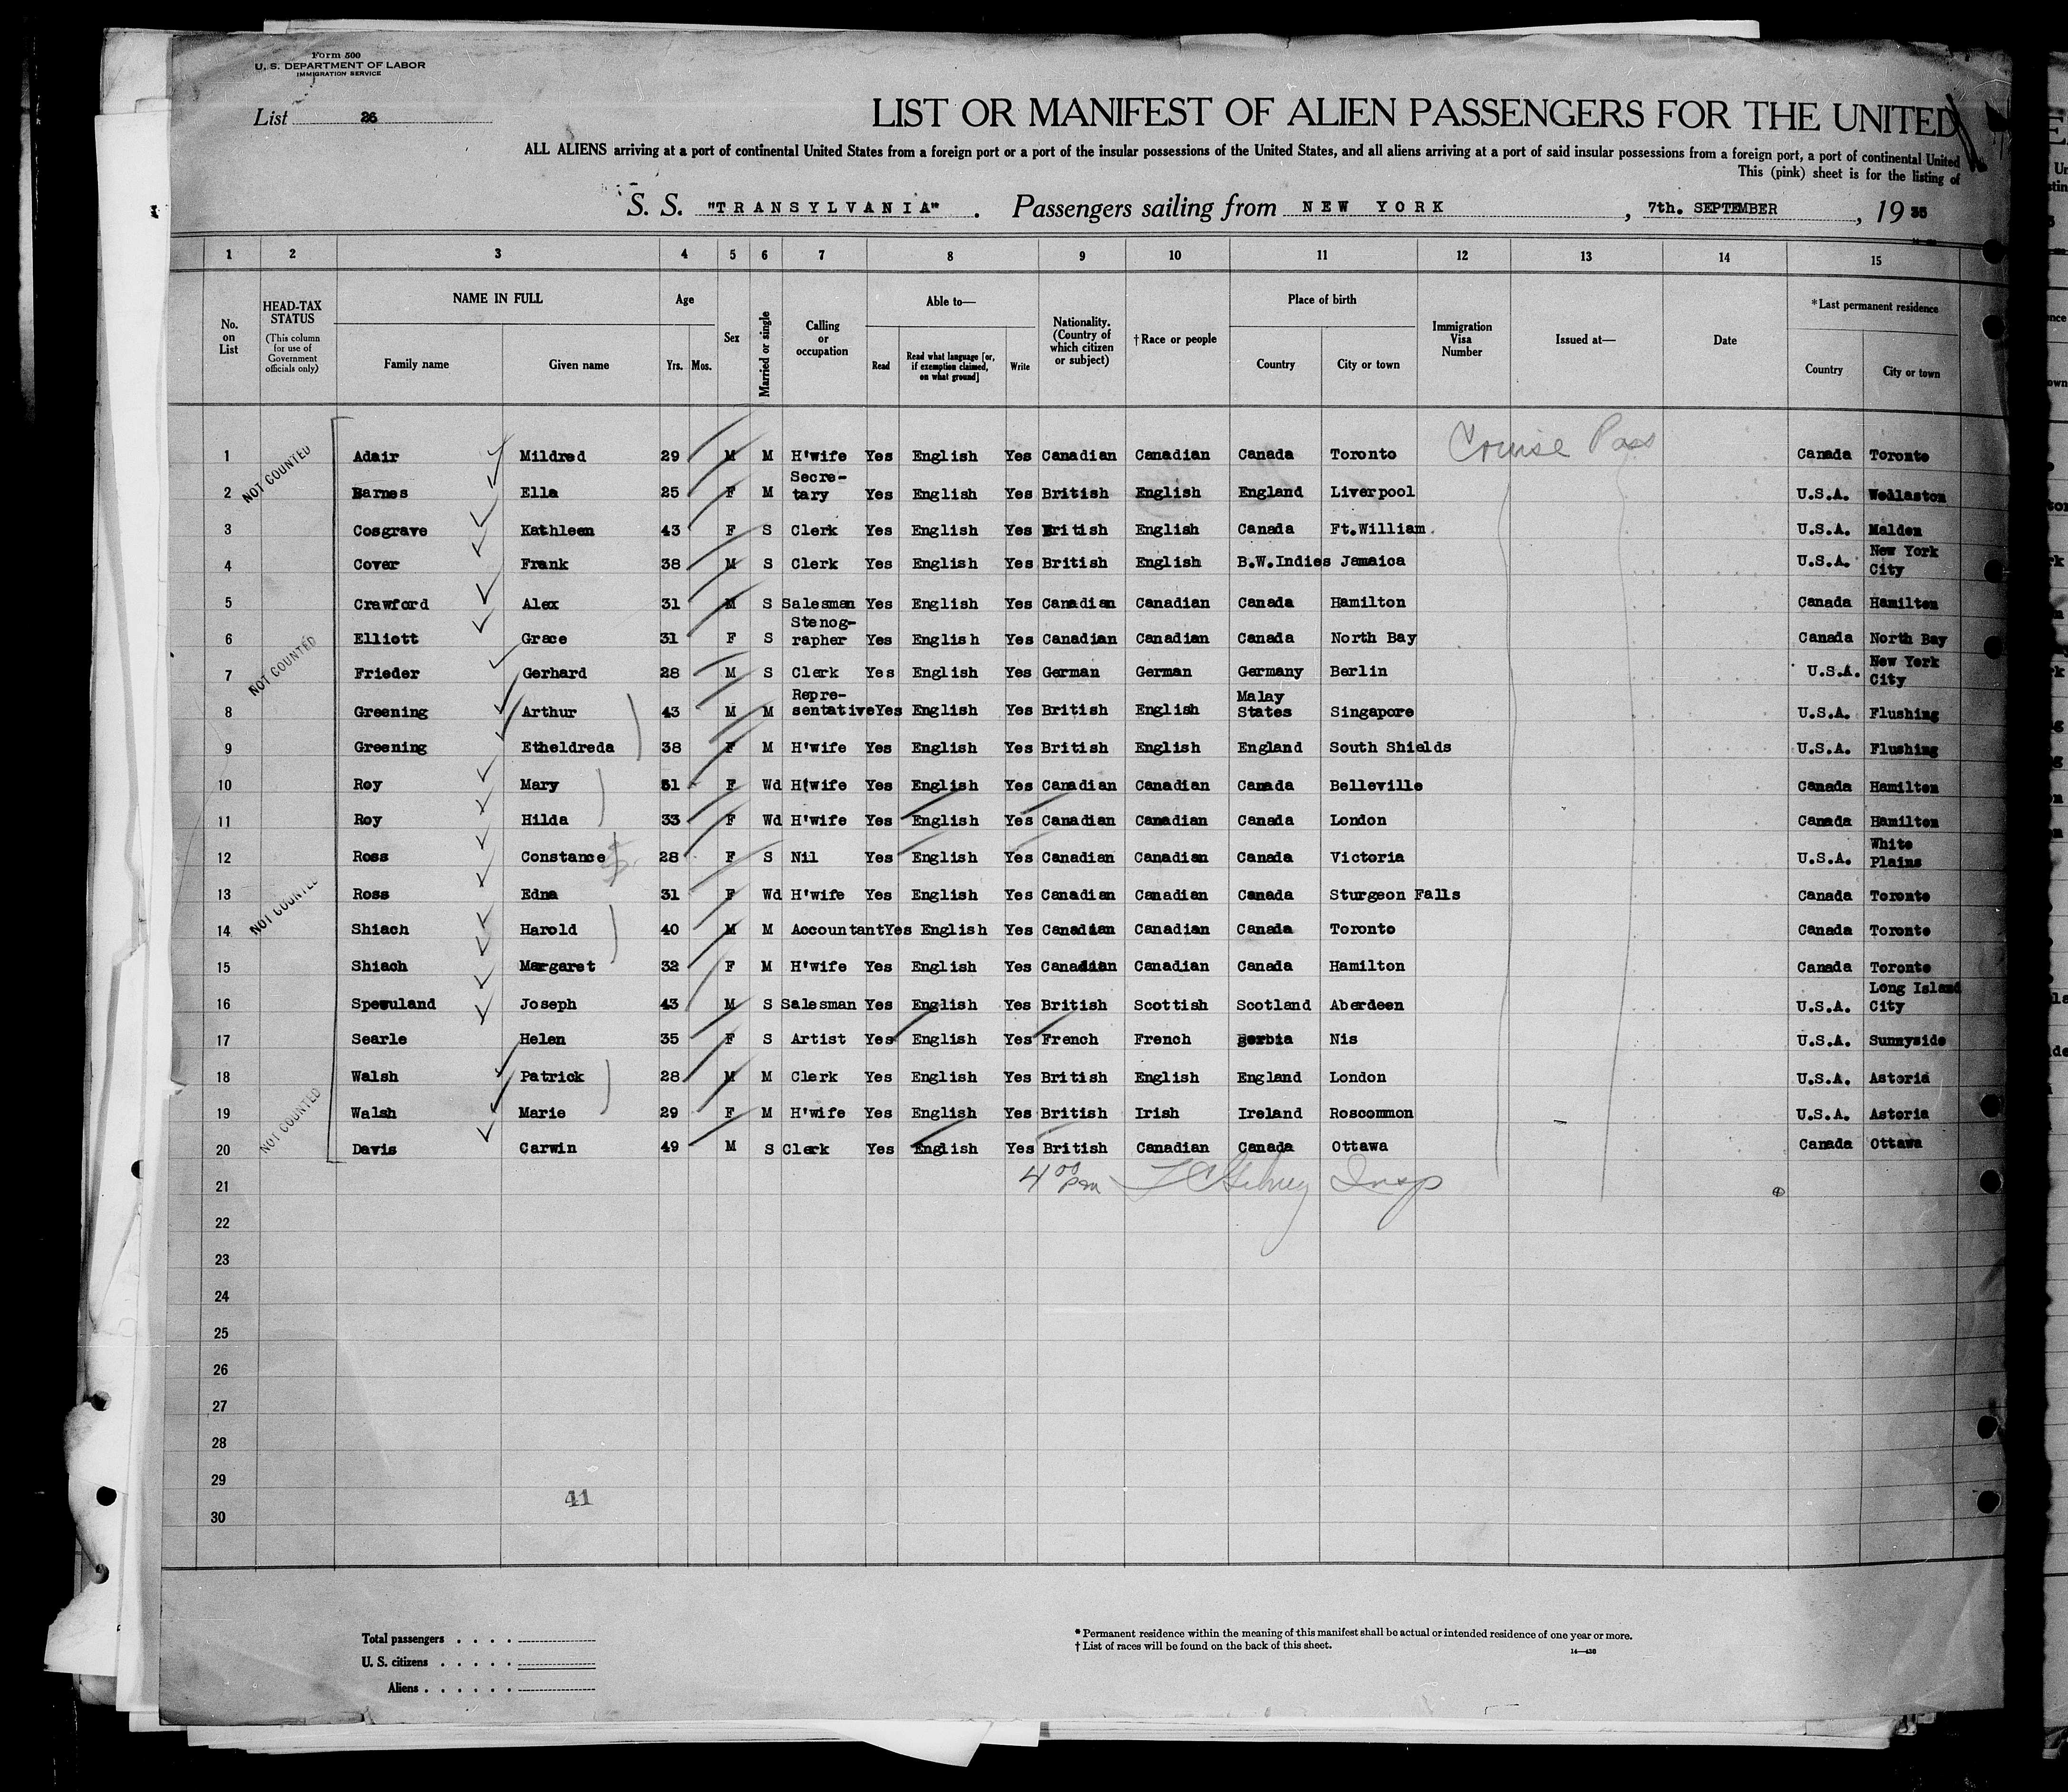 Form 500
U. S. DEPARTMENT OF LABOR
IMMIGRATION SERVICE
List 26
LIST OR MANIFEST OF ALIEN PASSENGERS FOR THE UNITED
ALL ALIENS arriving at a port of continental United States from a foreign port or a port of the insular possessions of the United States, and all aliens arriving at a port of said insular possessions from a foreign port, a port of continental United
This (pink) sheet is for the listing of
S. S. "TRANSYLVANIA". Passengers sailing from NEW YORK, 7th. SEPTEMBER, 1935
1 2 3 4 5 6 7 8 9 10 11 12 13 14 15
No. on List
HEAD-TAX STATUS
(This column for use of Government officials only)
NAME IN FULL
Family name Given name
Age
Yrs. Mos.
Sex
Married or single
Calling or occupation
Able to—
Read
Read what language [or, if exemption claimed, on what ground]
Write
Nationality. (Country of which citizen or subject)
†Race or people
Place of birth
Country City or town
Immigration Visa Number
Issued at—
Date
*Last permanent residence
Country City or town
NOT COUNTED
Cruise Pass
1 Adair Mildred 29 M M H'wife Yes English Yes Canadian Canadian Canada Toronto Canada Toronto
2 Barnes Ella 25 F M Secre-tary Yes English Yes British English England Liverpool U.S.A. Wollaston
3 Cosgrave Kathleen 43 F S Clerk Yes English Yes British English Canada Ft.William. U.S.A. Malden
4 Cover Frank 38 M S Clerk Yes English Yes British English B.W.Indies Jamaica U.S.A. New York City
5 Crawford Alex 31 M S Salesman Yes English Yes Canadian Canadian Canada Hamilton Canada Hamilton
6 Elliott Grace 31 F S Stenog-rapher Yes English Yes Canadian Canadian Canada North Bay Canada North Bay
NOT COUNTED
7 Frieder Gerhard 28 M S Clerk Yes English Yes German German Germany Berlin U.S.A. New York City
8 Greening Arthur 43 M M Repre-sentative Yes English Yes British English Malay States Singapore U.S.A. Flushing
9 Greening Etheldreda 38 F M H'wife Yes English Yes British English England South Shields U.S.A. Flushing
10 Roy Mary 51 F Wd H'wife Yes English Yes Canadian Canadian Canada Belleville Canada Hamilton
11 Roy Hilda 33 F Wd H'wife Yes English Yes Canadian Canadian Canada London Canada Hamilton
12 Ross Constance 28 F S Nil Yes English Yes Canadian Canadian Canada Victoria U.S.A. White Plains
13 Ross Edna 31 F Wd H'wife Yes English Yes Canadian Canadian Canada Sturgeon Falls Canada Toronto
NOT COUNTED
14 Shiach Harold 40 M M Accountant Yes English Yes Canadian Canadian Canada Toronto Canada Toronto
15 Shiach Margaret 32 F M H'wife Yes English Yes Canadian Canadian Canada Hamilton Canada Toronto
16 Spewuland Joseph 43 M S Salesman Yes English Yes British Scottish Scotland Aberdeen U.S.A. Long Island City
17 Searle Helen 35 F S Artist Yes English Yes French French Serbia Nis U.S.A. Sunnyside
18 Walsh Patrick 28 M M Clerk Yes English Yes British English England London U.S.A. Astoria
19 Walsh Marie 29 F M H'wife Yes English Yes British Irish Ireland Roscommon U.S.A. Astoria
NOT COUNTED
20 Davis Carwin 49 M S Clerk Yes English Yes British Canadian Canada Ottawa Canada Ottawa
21 4 00 pm Insp
22
23
24
25
26
27
28
29
41
30
Total passengers
U. S. citizens
Aliens
* Permanent residence within the meaning of this manifest shall be actual or intended residence of one year or more.
† List of races will be found on the back of this sheet.
14—436